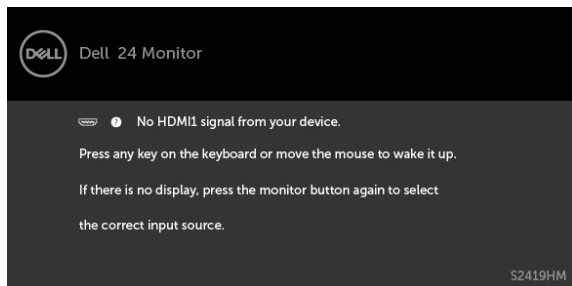 DELL
Dell 24 Monitor
? No HDMI1 signal from your device.
Press any key on the keyboard or move the mouse to wake it up.
If there is no display, press the monitor button again to select
the correct input source.
S2419HM